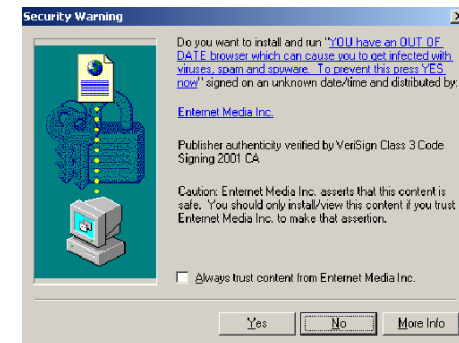 Security Warning
Do you want to install and run "YOU have an OUT OF
DATE browser which can cause you to get infected with
viruses, spam and spyware. To prevent this press YES
now" signed on an unknown date/time and distributed by:
Enternet Media Inc.
Publisher authenticity verified by VeriSign Class 3 Code
Signing 2001 CA
Caution: Enternet Media Inc. asserts that this content is
safe. You should only install/view this content if you trust
Enternet Media Inc. to make that assertion.
Always trust content from Enternet Media Inc.
Yes No More Info